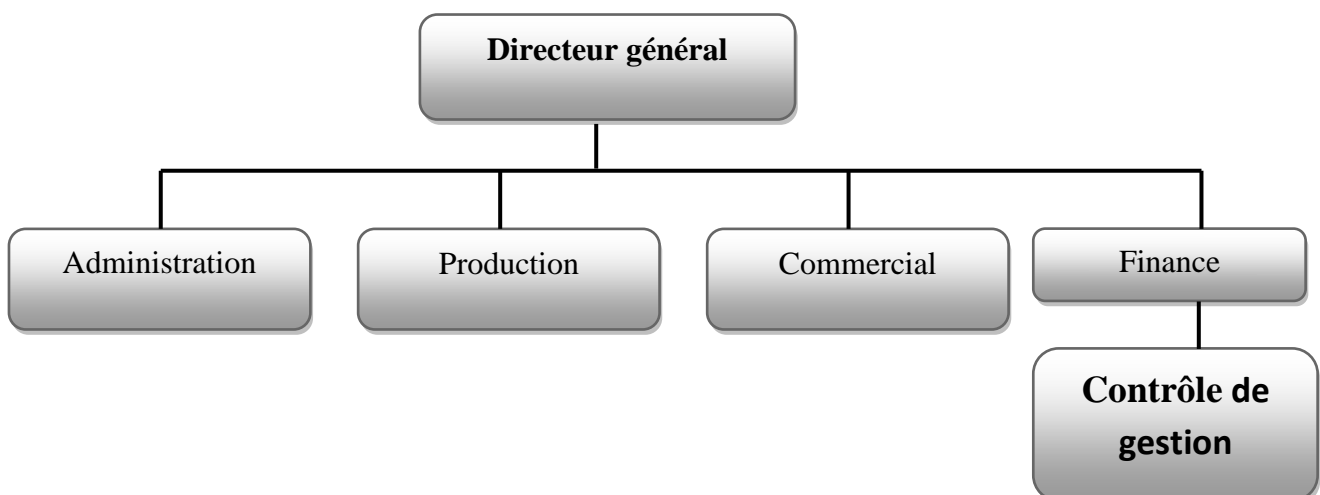 Directeur général
Administration
Production
Commercial
Finance
Contrôle de
gestion